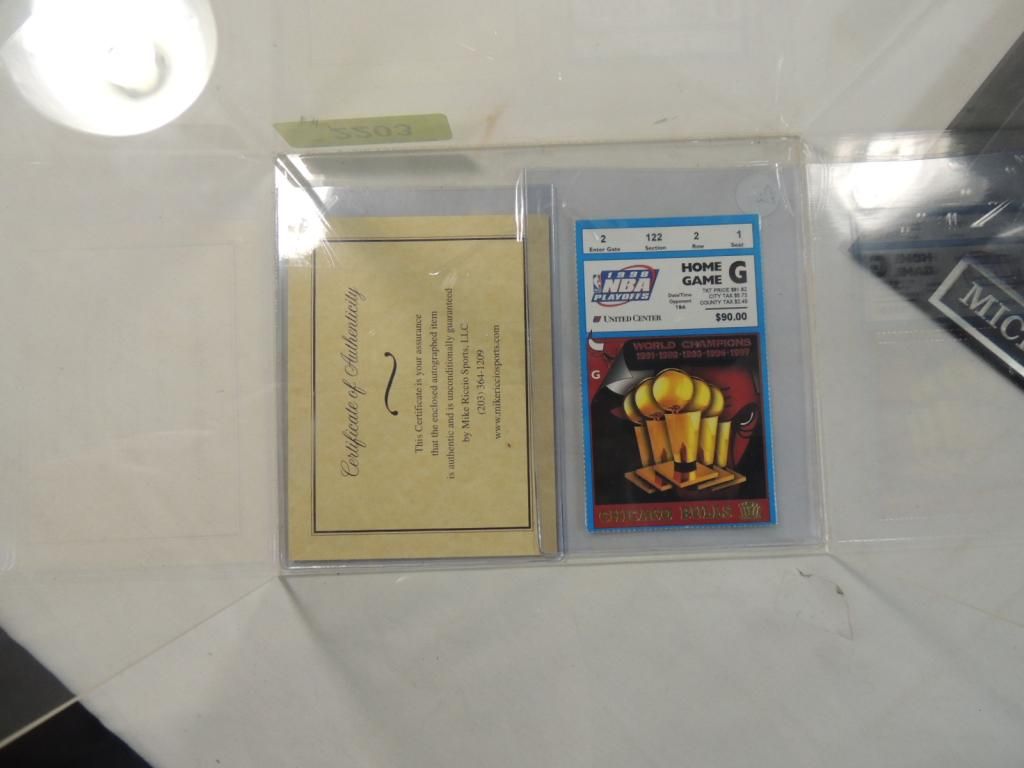 2203
Certificate of Authenticity
This Certificate is your assurance
that the enclosed autographed item
is authentic and is unconditionally guaranteed
by Mike Riccio Sports, LLC
(203) 364-1209
www.mikericciosports.com
2 122 2 1
Enter Gate Section Row Seat
1998
NBA
PLAYOFFS
HOME
GAME G
Date/Time
Opponent
TBA
TKT PRICE $81.82
CITY TAX $5.73
COUNTY TAX $2.45
UNITED CENTER
$90.00
WORLD CHAMPIONS
1991-1992-1993-1996-1997
G
CHICAGO BULLS
MIC